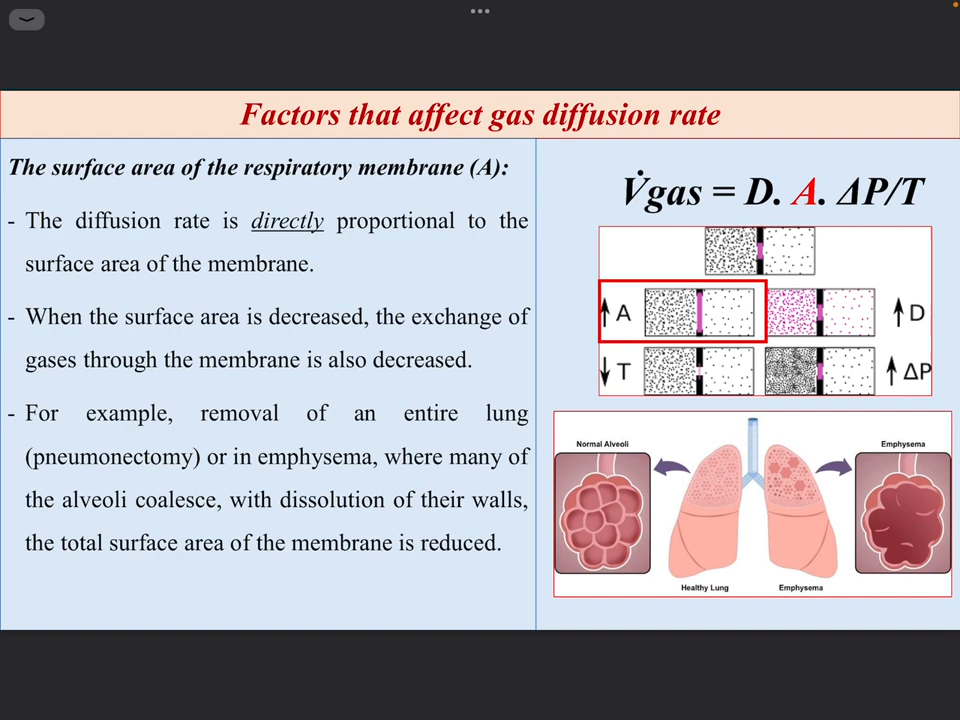 Factors that affect gas diffusion rate
The surface area of the respiratory membrane (A):
- The diffusion rate is directly proportional to the
surface area of the membrane.
- When the surface area is decreased, the exchange of
gases through the membrane is also decreased.
- For example, removal of an entire lung
(pneumonectomy) or in emphysema, where many of
the alveoli coalesce, with dissolution of their walls,
the total surface area of the membrane is reduced.
V̇gas = D. A. ΔP/T
↑ A
↑ D
↓ T
↑ ΔP
Normal Alveoli
Emphysema
Healthy Lung
Emphysema